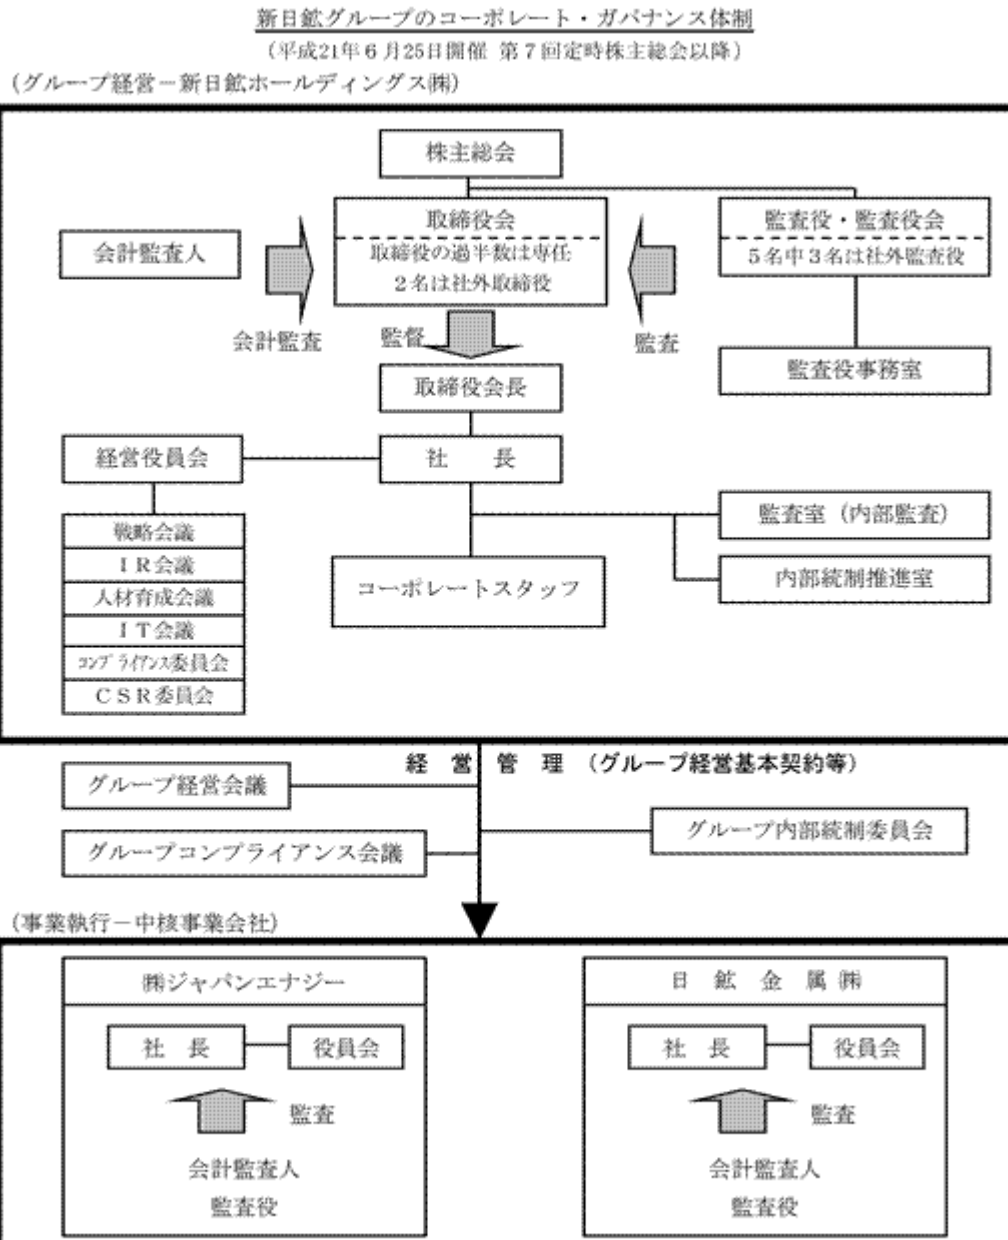 新日鉱グループのコーポレート・ガバナンス体制
(平成21年6月25日開催 第7回定時株主総会以降)
(グループ経営－新日鉱ホールディングス㈱)
株主総会
取締役会
取締役の過半数は専任
2名は社外取締役
監査役・監査役会
5名中3名は社外監査役
会計監査人
会計監査
監督
監査
監査役事務室
取締役会長
経営役員会
社 長
戦略会議
IR会議
人材育成会議
IT会議
コンプライアンス委員会
CSR委員会
監査室(内部監査)
コーポレートスタッフ
内部統制推進室
経 営 管 理 (グループ経営基本契約等)
グループ経営会議
グループ内部統制委員会
グループコンプライアンス会議
(事業執行－中核事業会社)
㈱ジャパンエナジー
社 長
役員会
監査
会計監査人
監査役
日 鉱 金 属 ㈱
社 長
役員会
監査
会計監査人
監査役